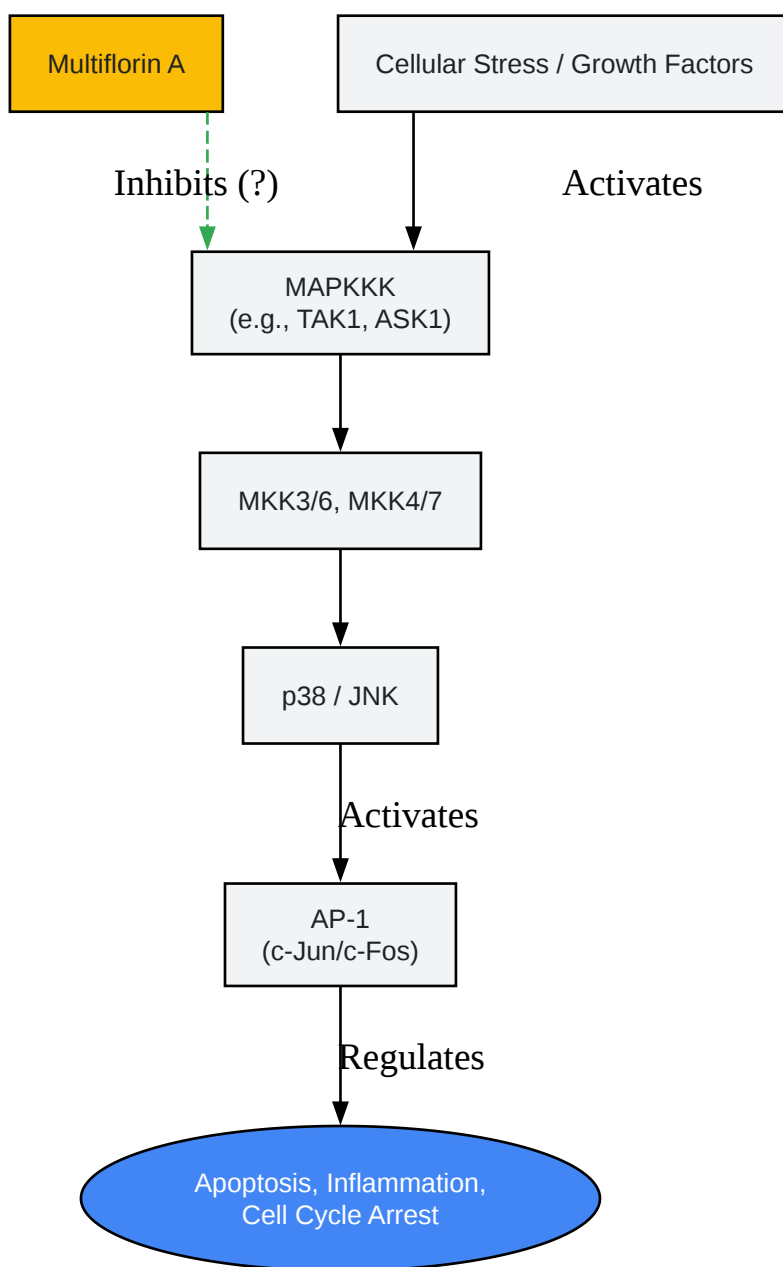 Multiflorin A
Cellular Stress / Growth Factors
Inhibits (?)
Activates
MAPKKK
(e.g., TAK1, ASK1)
MKK3/6, MKK4/7
p38 / JNK
Activates
AP-1
(c-Jun/c-Fos)
Regulates
Apoptosis, Inflammation,
Cell Cycle Arrest